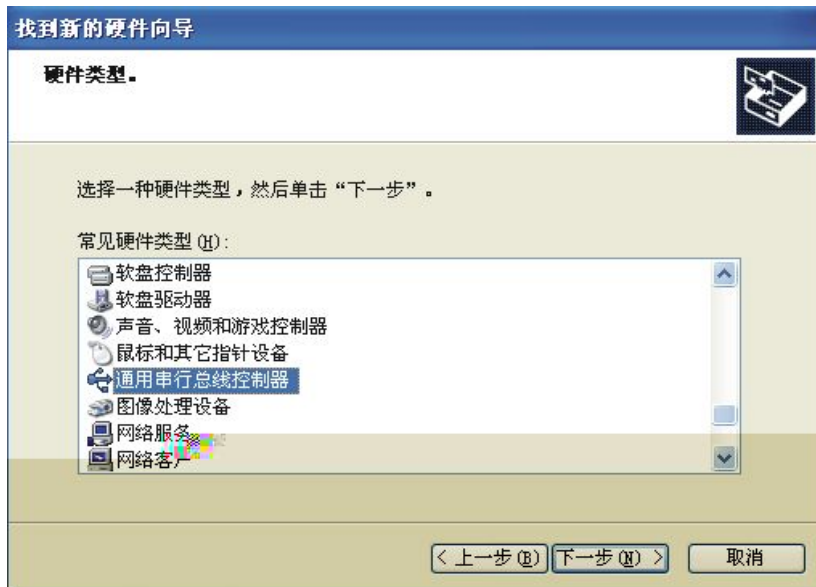 找到新的硬件向导
硬件类型。
选择一种硬件类型，然后单击“下一步”。
常见硬件类型(H):
软盘控制器
软盘驱动器
声音、视频和游戏控制器
鼠标和其它指针设备
通用串行总线控制器
图像处理设备
网络服务
网络客户
<上一步(B) 下一步(N)> 取消